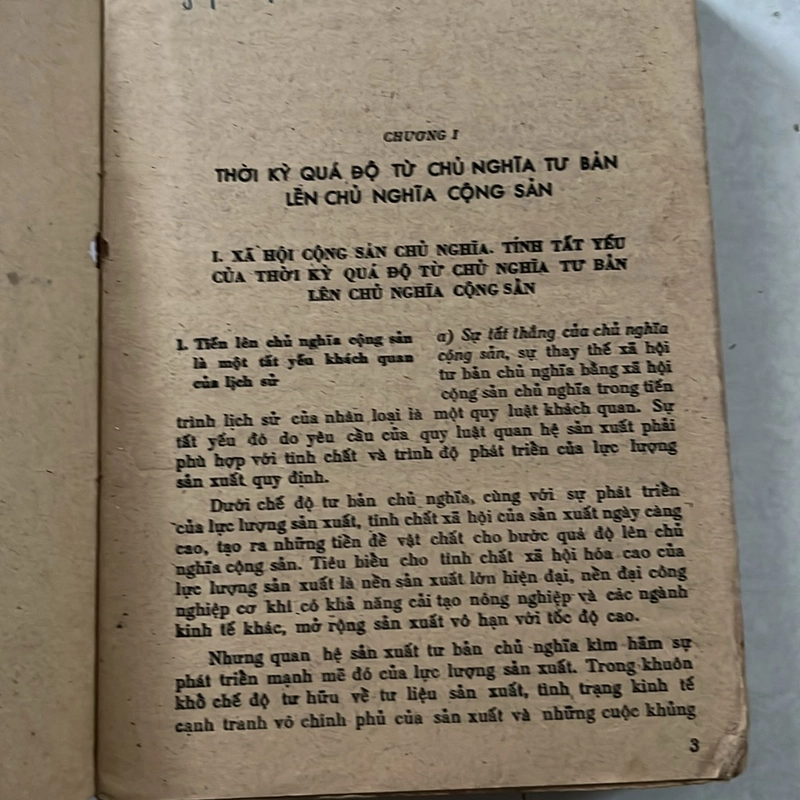 CHƯƠNG I
THỜI KỲ QUÁ ĐỘ TỪ CHỦ NGHĨA TƯ BẢN
LÊN CHỦ NGHĨA CỘNG SẢN
I. XÃ HỘI CỘNG SẢN CHỦ NGHĨA. TÍNH TẤT YẾU
CỦA THỜI KỲ QUÁ ĐỘ TỪ CHỦ NGHĨA TƯ BẢN
LÊN CHỦ NGHĨA CỘNG SẢN
1. Tiến lên chủ nghĩa cộng sản
là một tất yếu khách quan
của lịch sử
a) Sự tất thắng của chủ nghĩa
cộng sản, sự thay thế xã hội
tư bản chủ nghĩa bằng xã hội
cộng sản chủ nghĩa trong tiến
trình lịch sử của nhân loại là một quy luật khách quan. Sự
tất yếu đó do yêu cầu của quy luật quan hệ sản xuất phải
phù hợp với tính chất và trình độ phát triển của lực lượng
sản xuất quy định.
Dưới chế độ tư bản chủ nghĩa, cùng với sự phát triển
của lực lượng sản xuất, tính chất xã hội của sản xuất ngày càng
cao, tạo ra những tiền đề vật chất cho bước quá độ lên chủ
nghĩa cộng sản. Tiêu biểu cho tính chất xã hội hóa cao của
lực lượng sản xuất là nền sản xuất lớn hiện đại, nền đại công
nghiệp cơ khí có khả năng cải tạo nông nghiệp và các ngành
kinh tế khác, mở rộng sản xuất vô hạn với tốc độ cao.
Nhưng quan hệ sản xuất tư bản chủ nghĩa kìm hãm sự
phát triển mạnh mẽ đó của lực lượng sản xuất. Trong khuôn
khổ chế độ tư hữu về tư liệu sản xuất, tình trạng kinh tế
cạnh tranh vô chính phủ của sản xuất và những cuộc khủng
3